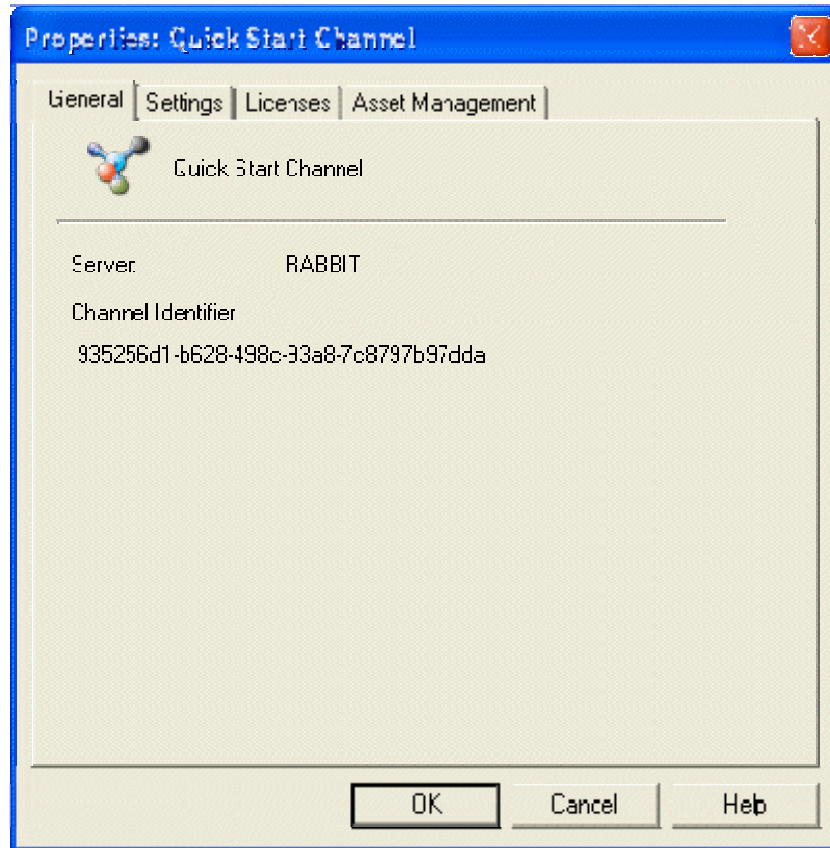 Properties: Quick Start Channel
General Settings Licenses Asset Management
Quick Start Channel
Server: RABBIT
Channel Identifier
935256d1-b628-498c-93a8-7c8797b97dda
OK Cancel Help